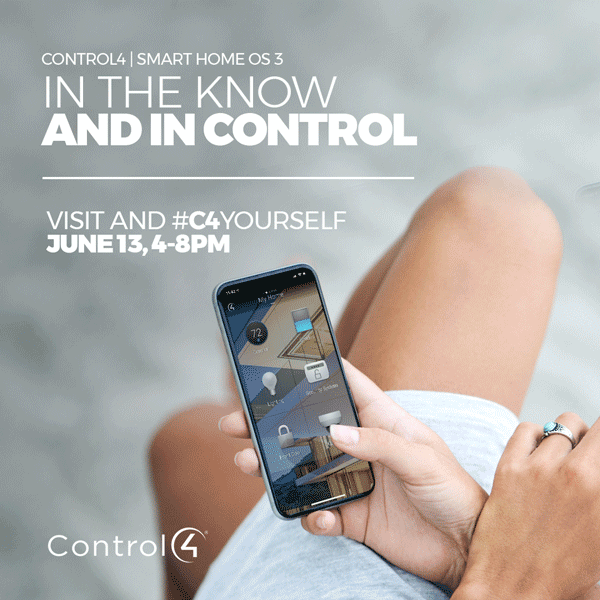 CONTROL4 | SMART HOME OS 3
IN THE KNOW
AND IN CONTROL
VISIT AND #C4YOURSELF
JUNE 13, 4-8PM
My Home
72
Control4